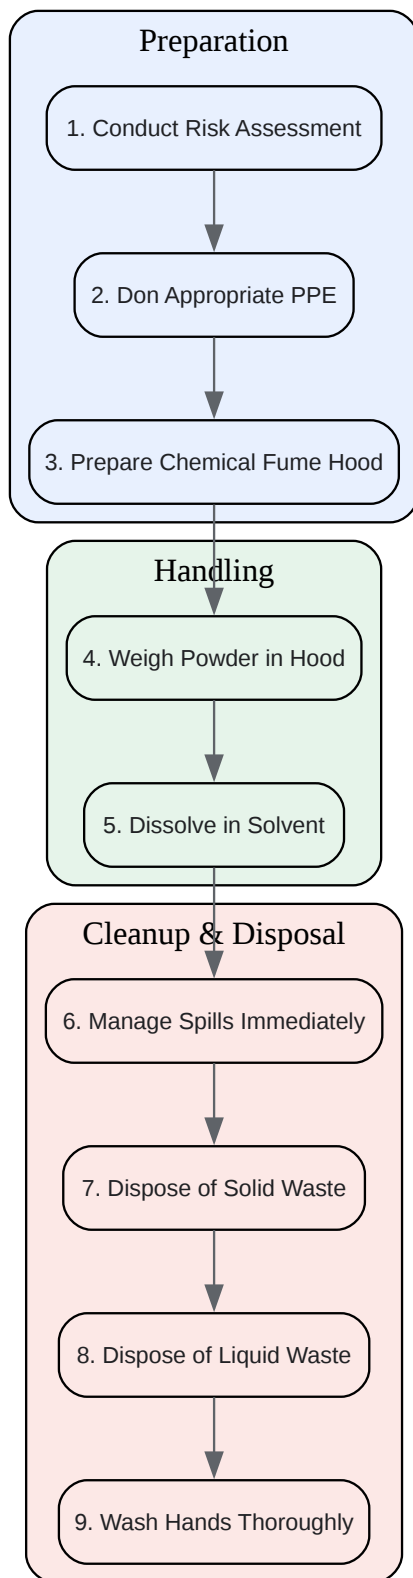 Preparation
1. Conduct Risk Assessment
2. Don Appropriate PPE
3. Prepare Chemical Fume Hood
Handling
4. Weigh Powder in Hood
5. Dissolve in Solvent
Cleanup & Disposal
6. Manage Spills Immediately
7. Dispose of Solid Waste
8. Dispose of Liquid Waste
9. Wash Hands Thoroughly